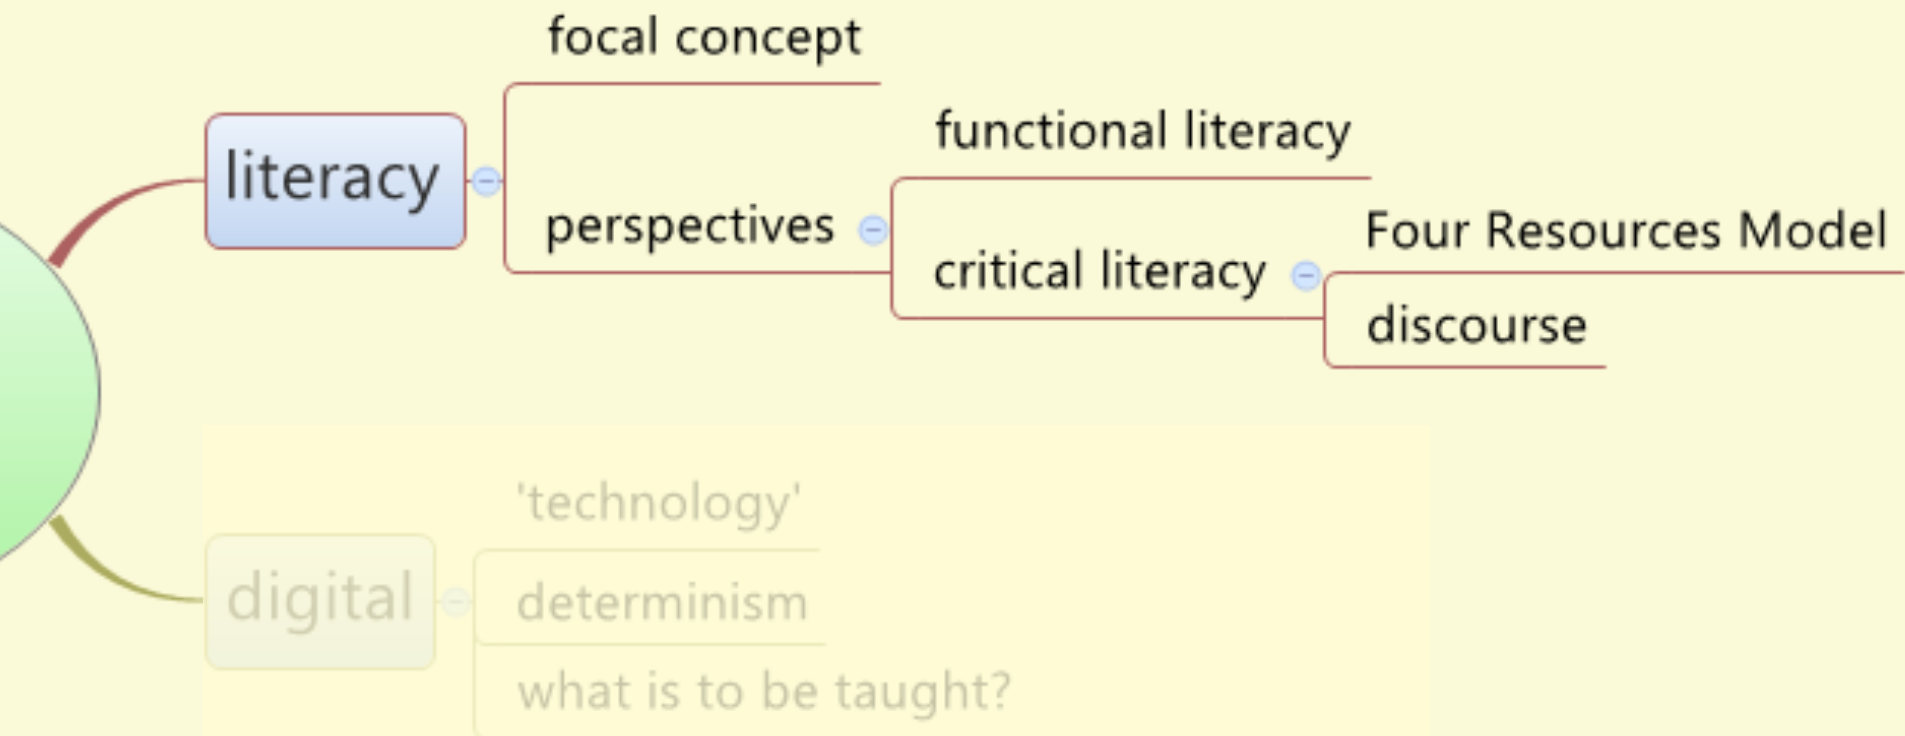 focal concept
functional literacy
literacy
perspectives
Four Resources Model
critical literacy
discourse
'technology'
digital
determinism
what is to be taught?